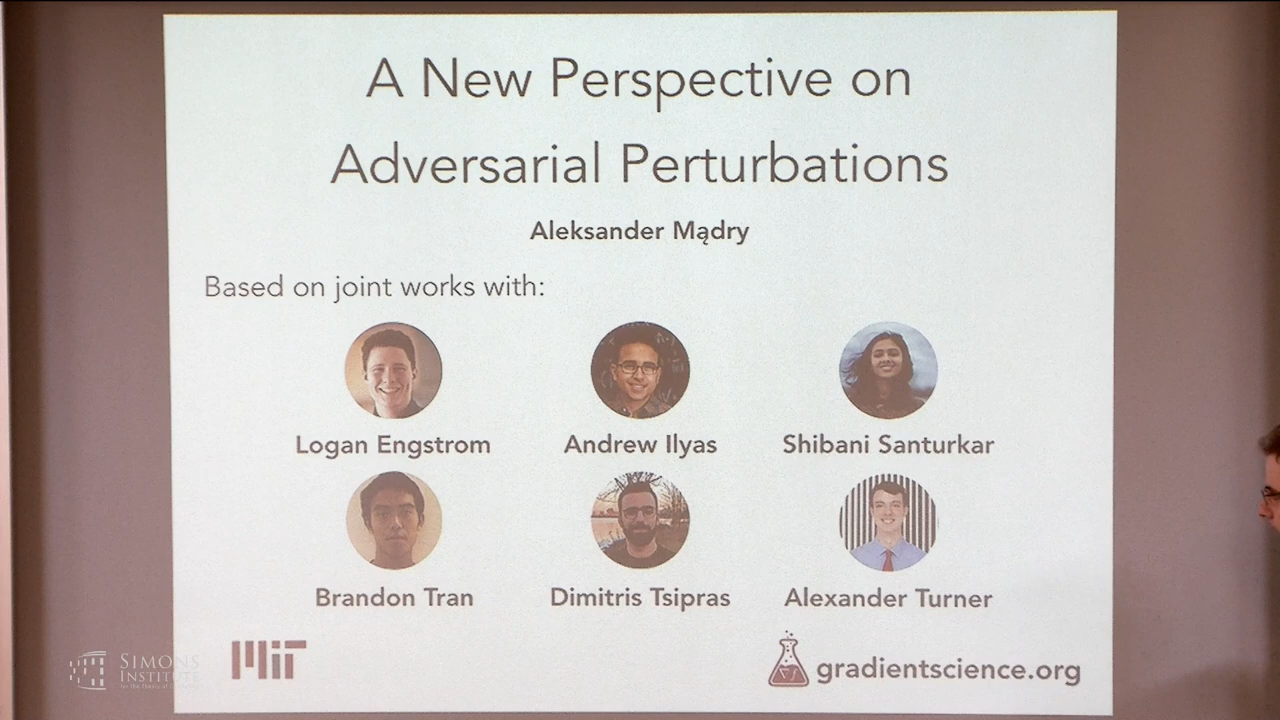 A New Perspective on
Adversarial Perturbations
Aleksander Mądry
Based on joint works with:
Logan Engstrom Andrew Ilyas Shibani Santurkar
Brandon Tran Dimitris Tsipras Alexander Turner
SIMONS
INSTITUTE
MIT
gradientscience.org